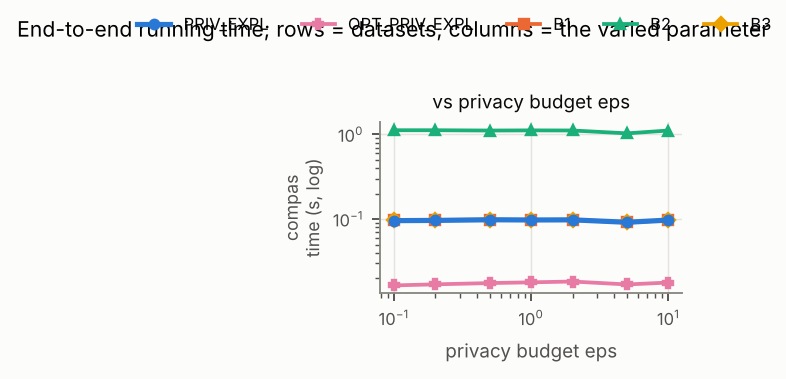 End-to-end running time; rows = datasets, columns = the varied parameter
PRIV-EXPL OPT-PRIV-EXPL B1 B2 B3
vs privacy budget eps
10⁰
10⁻¹
compas
time (s, log)
10⁻¹ 10⁰ 10¹
privacy budget eps